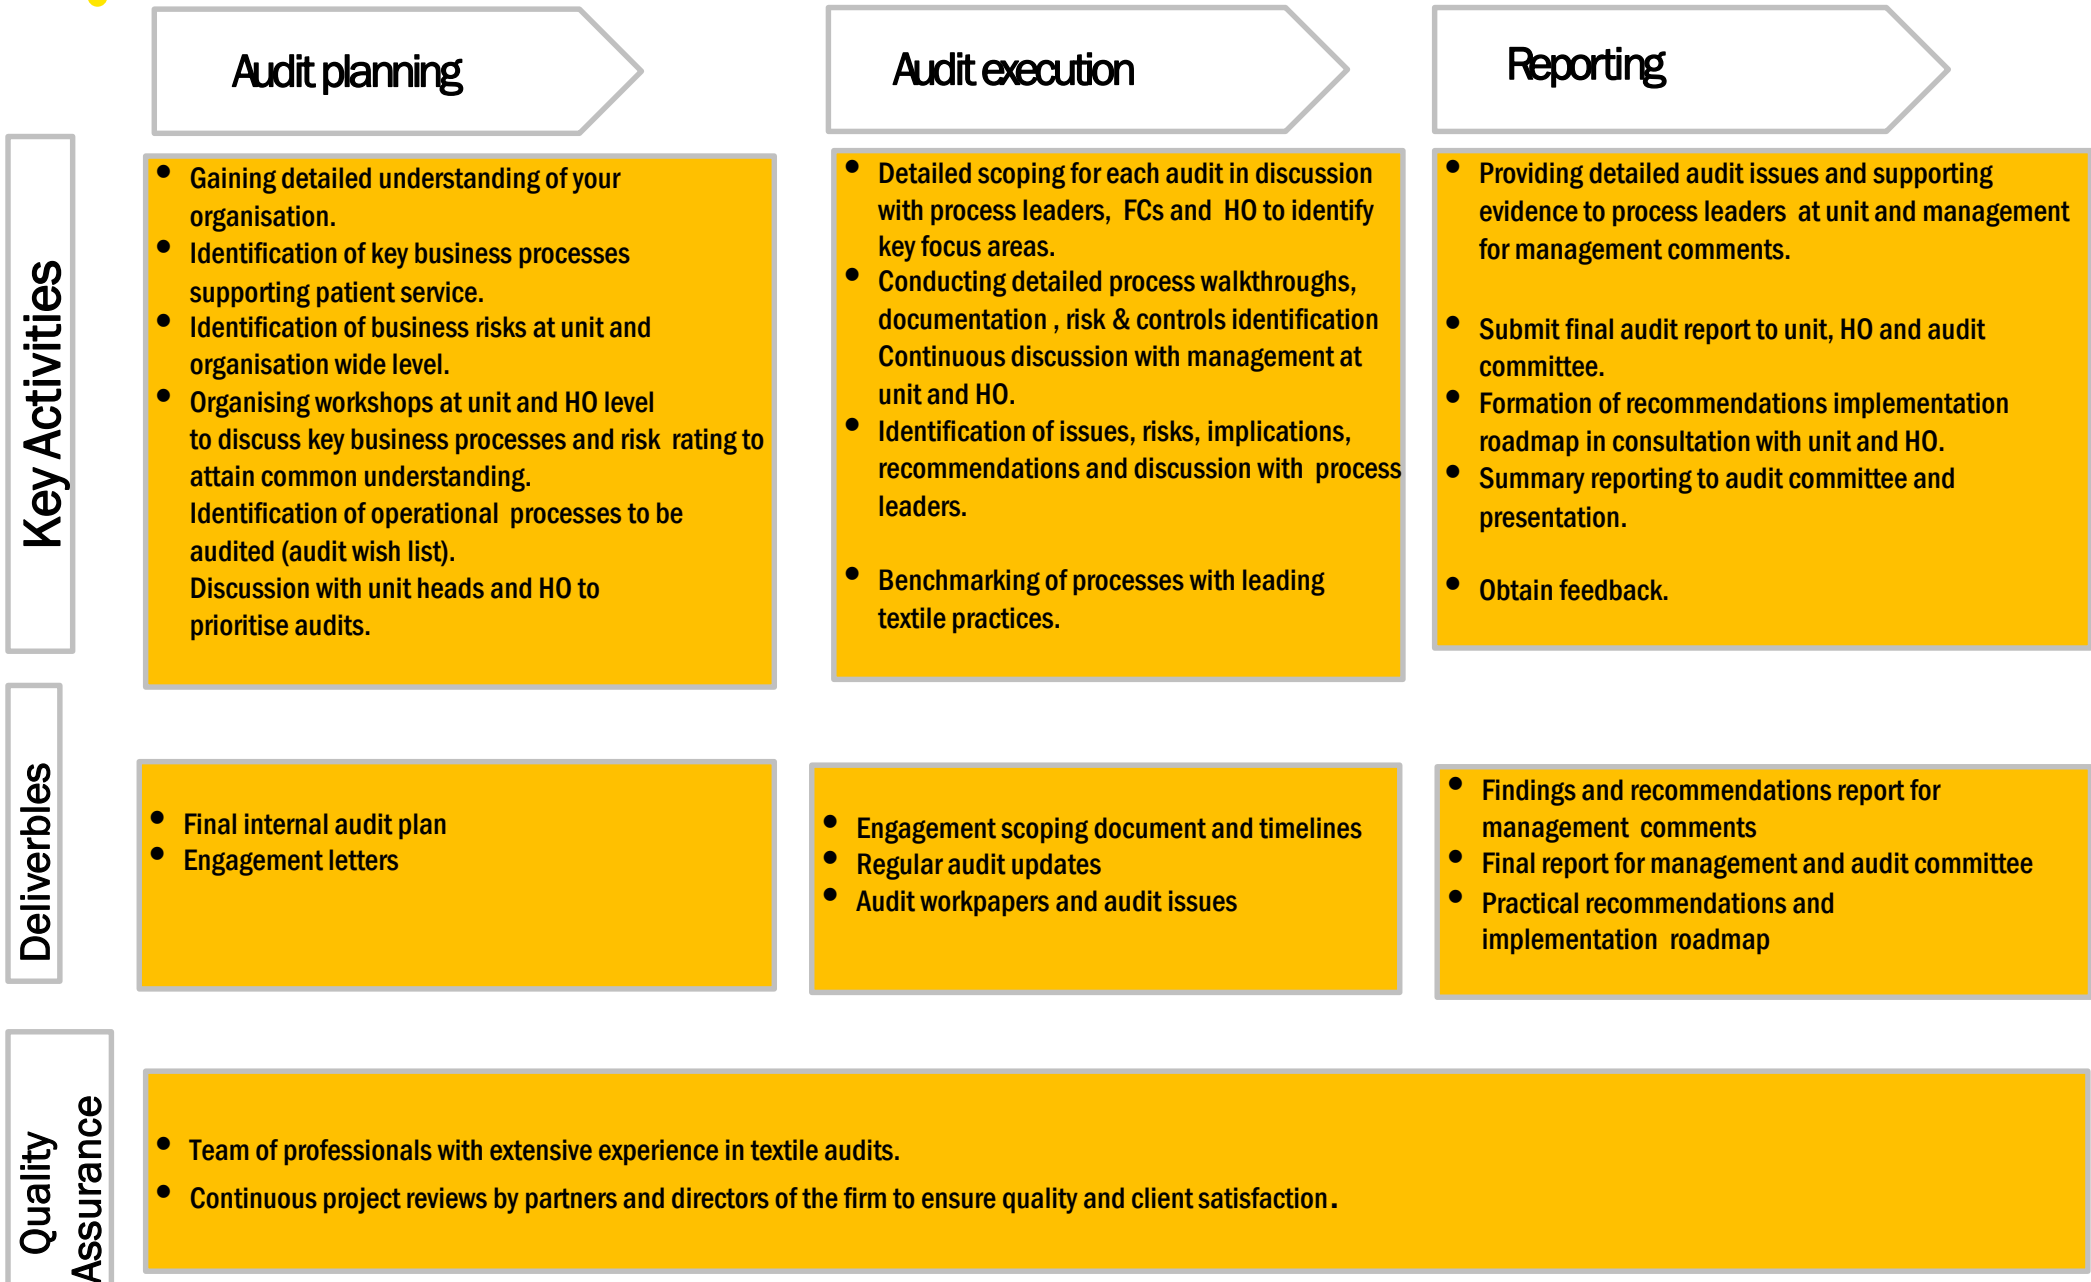 Audit planning
Audit execution
Reporting
Key Activities
• Gaining detailed understanding of your
organisation.
• Identification of key business processes
supporting patient service.
• Identification of business risks at unit and
organisation wide level.
• Organising workshops at unit and HO level
to discuss key business processes and risk rating to
attain common understanding.
Identification of operational processes to be
audited (audit wish list).
Discussion with unit heads and HO to
prioritise audits.
• Detailed scoping for each audit in discussion
with process leaders, FCs and HO to identify
key focus areas.
• Conducting detailed process walkthroughs,
documentation , risk & controls identification
Continuous discussion with management at
unit and HO.
• Identification of issues, risks, implications,
recommendations and discussion with process
leaders.
• Benchmarking of processes with leading
textile practices.
• Providing detailed audit issues and supporting
evidence to process leaders at unit and management
for management comments.
• Submit final audit report to unit, HO and audit
committee.
• Formation of recommendations implementation
roadmap in consultation with unit and HO.
• Summary reporting to audit committee and
presentation.
• Obtain feedback.
Deliverbles
• Final internal audit plan
• Engagement letters
• Engagement scoping document and timelines
• Regular audit updates
• Audit workpapers and audit issues
• Findings and recommendations report for
management comments
• Final report for management and audit committee
• Practical recommendations and
implementation roadmap
Quality
Assurance
• Team of professionals with extensive experience in textile audits.
• Continuous project reviews by partners and directors of the firm to ensure quality and client satisfaction.